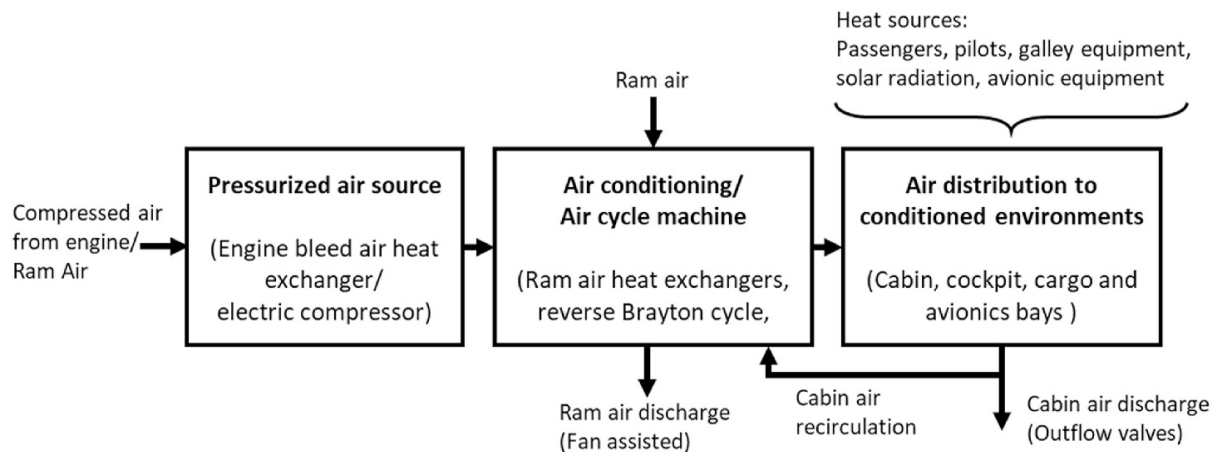 Heat sources:
Passengers, pilots, galley equipment,
solar radiation, avionic equipment
Ram air
Compressed air
from engine/
Ram Air
Pressurized air source
(Engine bleed air heat
exchanger/
electric compressor)
Air conditioning/
Air cycle machine
(Ram air heat exchangers,
reverse Brayton cycle,
Air distribution to
conditioned environments
(Cabin, cockpit, cargo and
avionics bays )
Ram air discharge
(Fan assisted)
Cabin air
recirculation
Cabin air discharge
(Outflow valves)